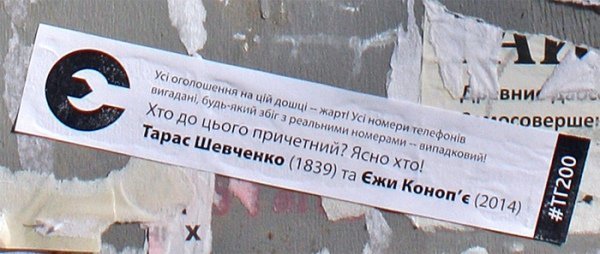 Усі оголошення на цій дошці -- жарт! Усі номери телефонів
вигадані, будь-який збіг з реальними номерами -- випадковий!
Хто до цього причетний? Ясно хто!
Тарас Шевченко (1839) та Єжи Коноп'є (2014)
#ТГ200
Древние
х